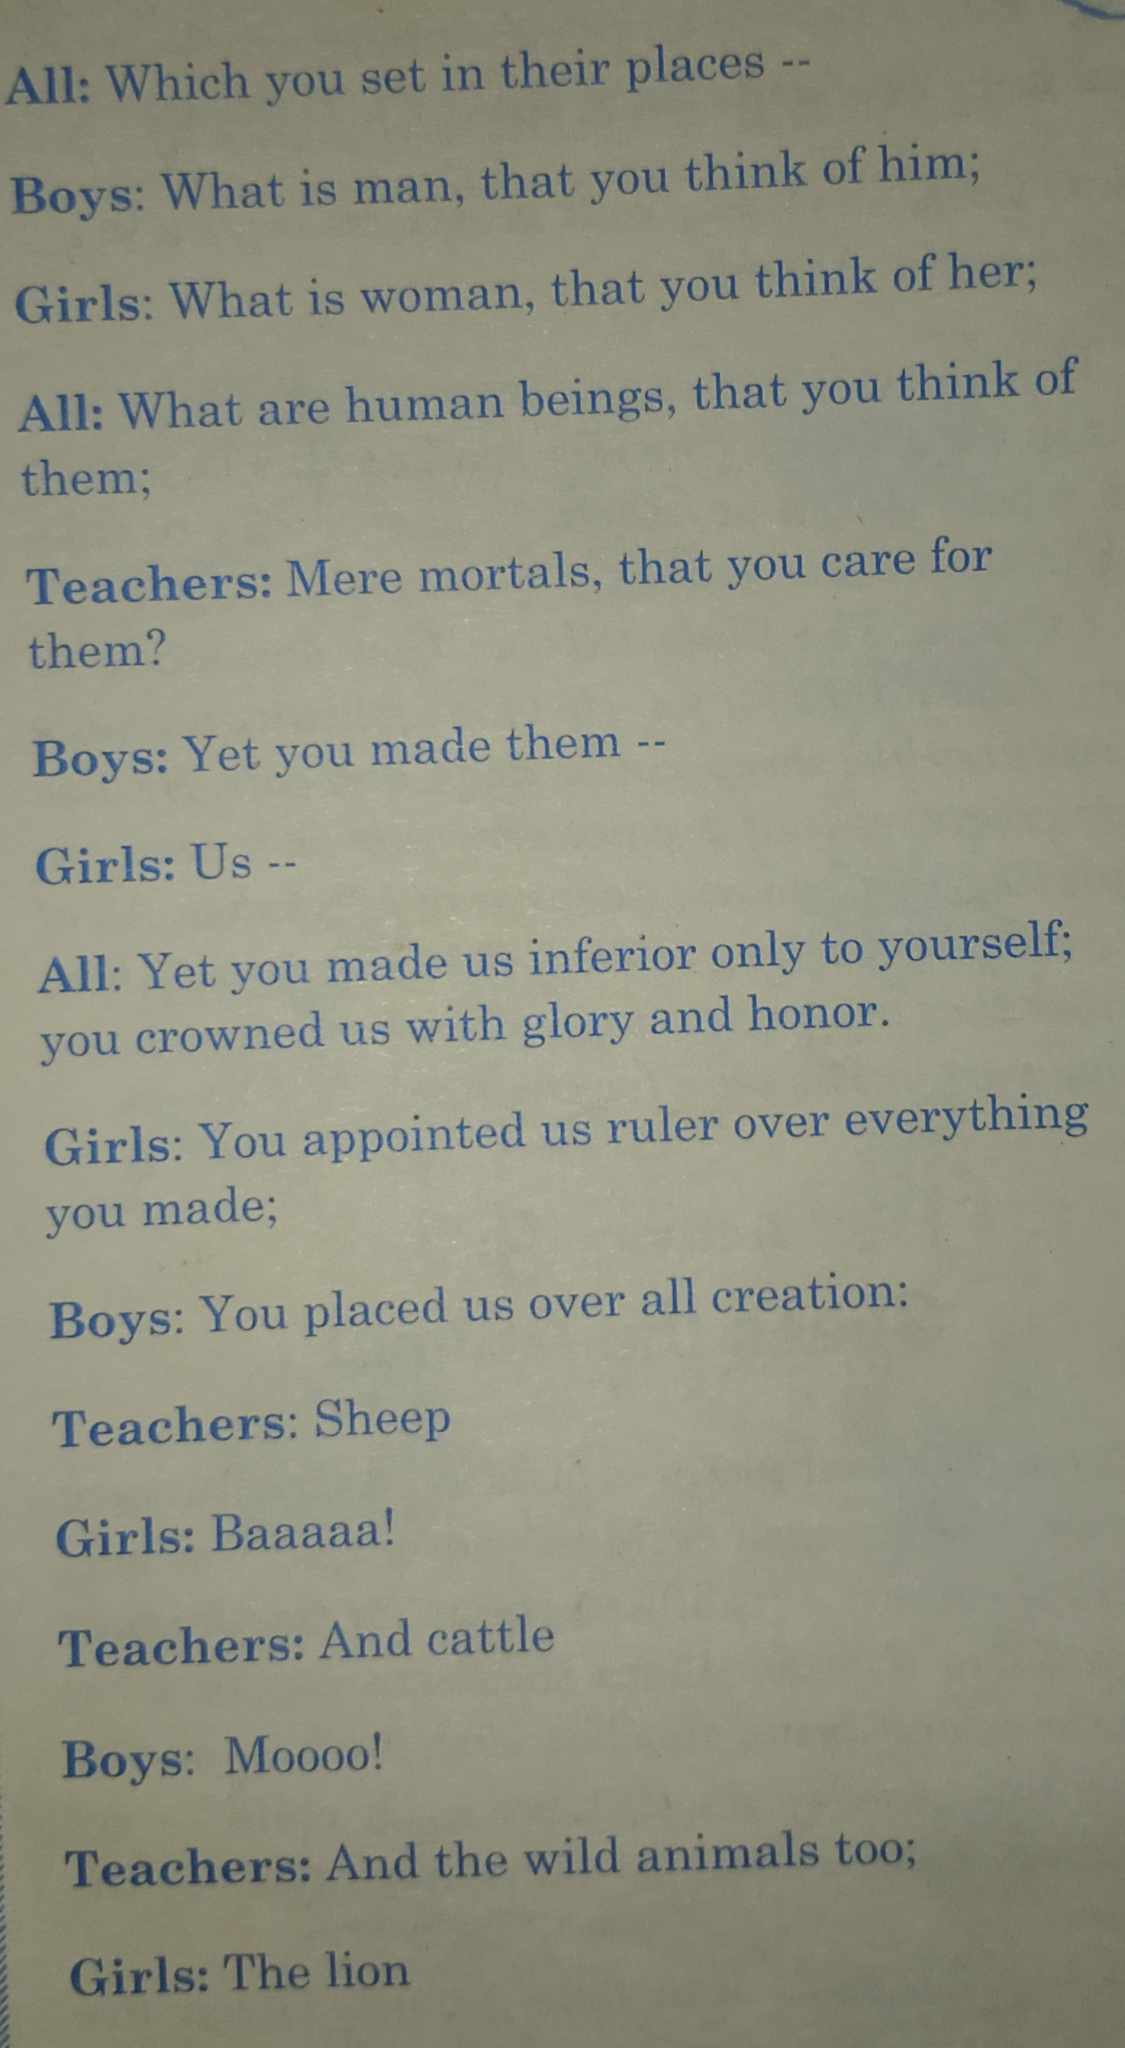 All: Which you set in their places --
Boys: What is man, that you think of him;
Girls: What is woman, that you think of her;
All: What are human beings, that you think of
them;
Teachers: Mere mortals, that you care for
them?
Boys: Yet you made them --
Girls: Us --
All: Yet you made us inferior only to yourself;
you crowned us with glory and honor.
Girls: You appointed us ruler over everything
you made;
Boys: You placed us over all creation:
Teachers: Sheep
Girls: Baaaaa!
Teachers: And cattle
Boys:  Moooo!
Teachers: And the wild animals too;
Girls: The lion